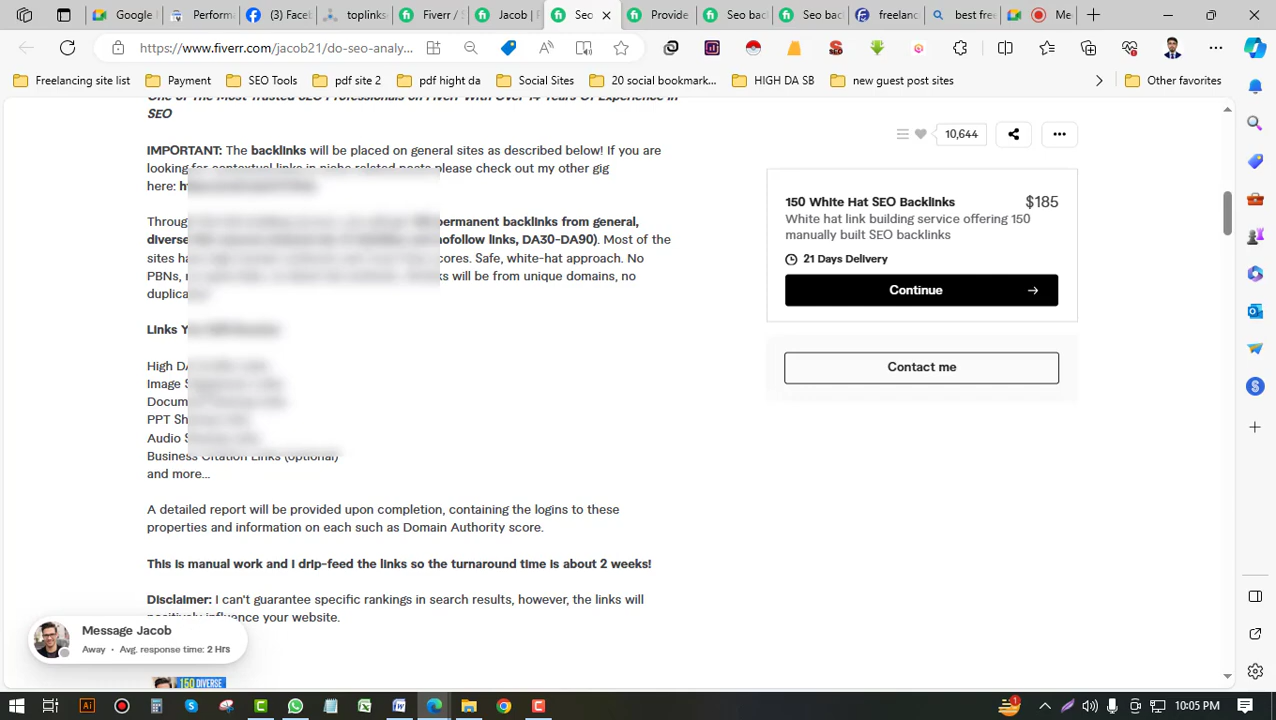 Google
Perform
(3) Facel
toplinks
Fiverr /
Jacob |
Seo
Provide
Seo bac
Seo bac
freelanc
best fre
Me
https://www.fiverr.com/jacob21/do-seo-analy...
Freelancing site list
Payment
SEO Tools
pdf site 2
pdf hight da
Social Sites
20 social bookmark...
HIGH DA SB
new guest post sites
Other favorites
One of The Most Trusted SEO Professionals on Fiverr With Over 14 Years Of Experience in
SEO
IMPORTANT: The backlinks will be placed on general sites as described below! If you are
looking for contextual links in niche related posts please check out my other gig
here:
permanent backlinks from general,
diverse nofollow links, DA30-DA90). Most of the
sites Safe, white-hat approach. No
PBNs, will be from unique domains, no
Links
High
Image
PPT
Audio
Business Citation Links (optional)
and more...
A detailed report will be provided upon completion, containing the logins to these
properties and information on each such as Domain Authority score.
This is manual work and I drip-feed the links so the turnaround time is about 2 weeks!
Disclaimer: I can't guarantee specific rankings in search results, however, the links will
positively influence your website.
10,644
150 White Hat SEO Backlinks $185
White hat link building service offering 150
manually built SEO backlinks
21 Days Delivery
Continue
Contact me
Message Jacob
Away · Avg. response time: 2 Hrs
150 DIVERSE
1
10:05 PM